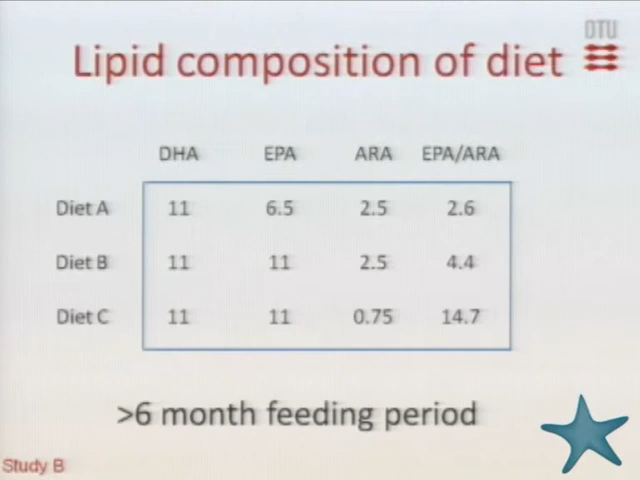 DTU
Lipid composition of diet
DHA EPA ARA EPA/ARA
Diet A 11 6.5 2.5 2.6
Diet B 11 11 2.5 4.4
Diet C 11 11 0.75 14.7
>6 month feeding period
Study B